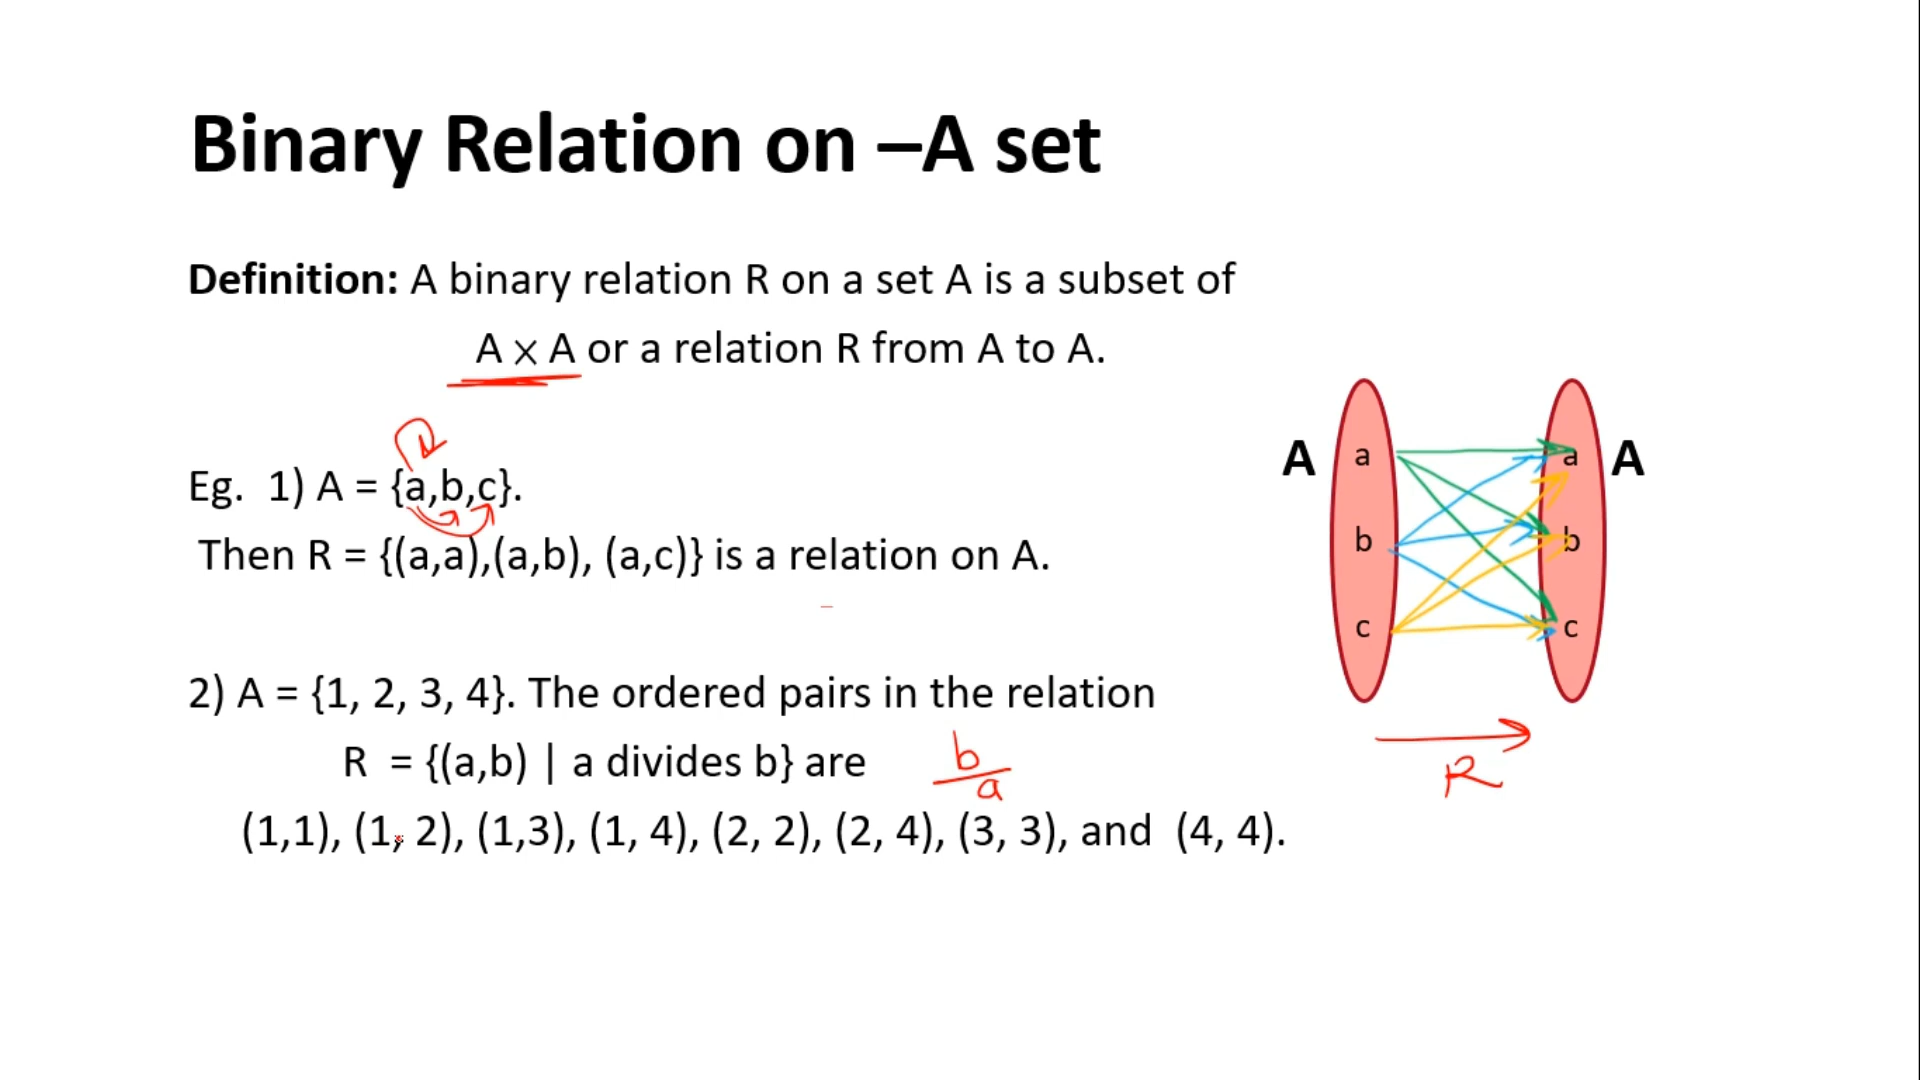 Binary Relation on –A set
Definition: A binary relation R on a set A is a subset of
A × A or a relation R from A to A.
R
Eg. 1) A = {a,b,c}.
Then R = {(a,a),(a,b), (a,c)} is a relation on A.
A a a A
b b
c c
R
2) A = {1, 2, 3, 4}. The ordered pairs in the relation
R = {(a,b) | a divides b} are
b
a
(1,1), (1, 2), (1,3), (1, 4), (2, 2), (2, 4), (3, 3), and (4, 4).